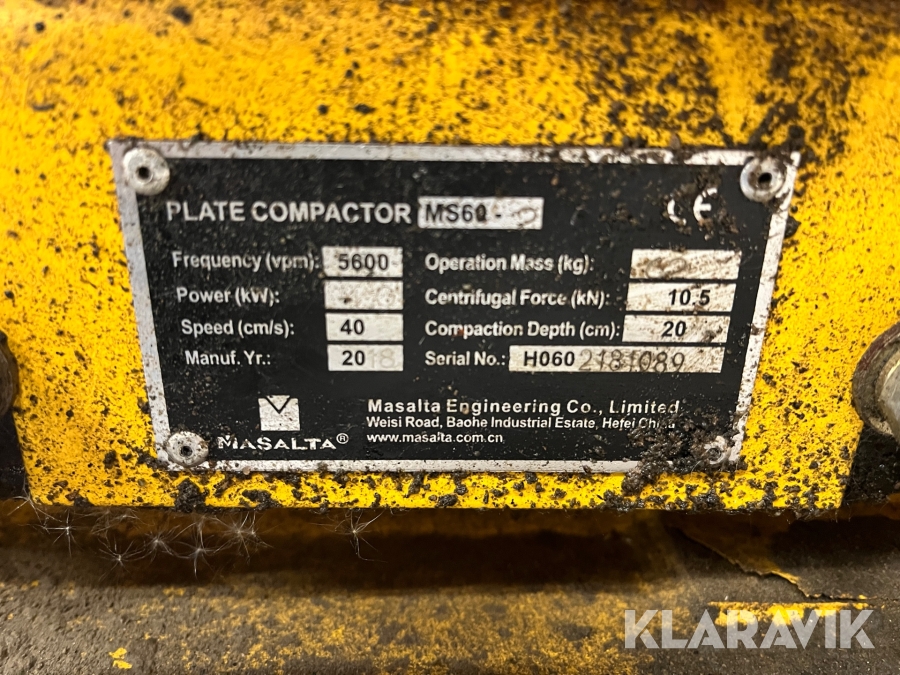 PLATE COMPACTOR MS60 - CE
Frequency (vpm): 5600 Operation Mass (kg):
Power (kW): Centrifugal Force (kN): 10.5
Speed (cm/s): 40 Compaction Depth (cm): 20
Manuf. Yr.: 2018 Serial No.: H060 2181089
MASALTA® Masalta Engineering Co., Limited
Weisi Road, Baohe Industrial Estate, Hefei China
www.masalta.com.cn
KLARAVIK